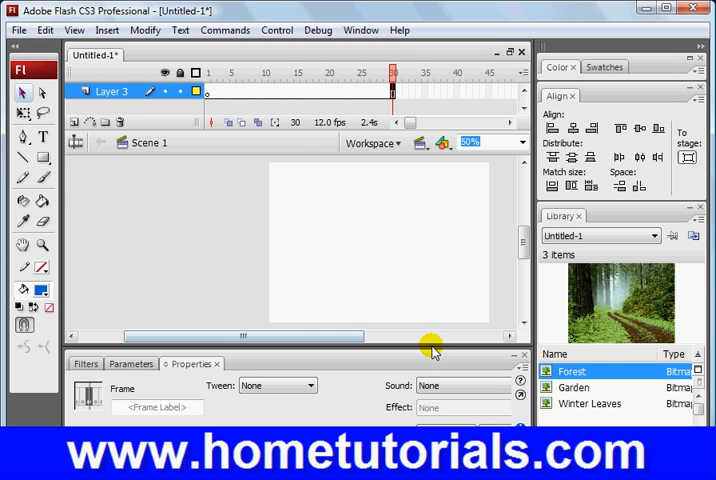 Adobe Flash CS3 Professional - [Untitled-1*]
File Edit View Insert Modify Text Commands Control Debug Window Help
Fl
Untitled-1*
1 5 10 15 20 25 30 35 40 45
Layer 3
30 12.0 fps 2.4s
Scene 1 Workspace 50%
Filters Parameters Properties
Frame Tween: None Sound: None
<Frame Label> Effect: None
Color Swatches
Align
Align:
To stage:
Distribute:
Match size: Space:
Library
Untitled-1
3 items
Name Type
Forest Bitmap
Garden Bitmap
Winter Leaves Bitmap
www.hometutorials.com